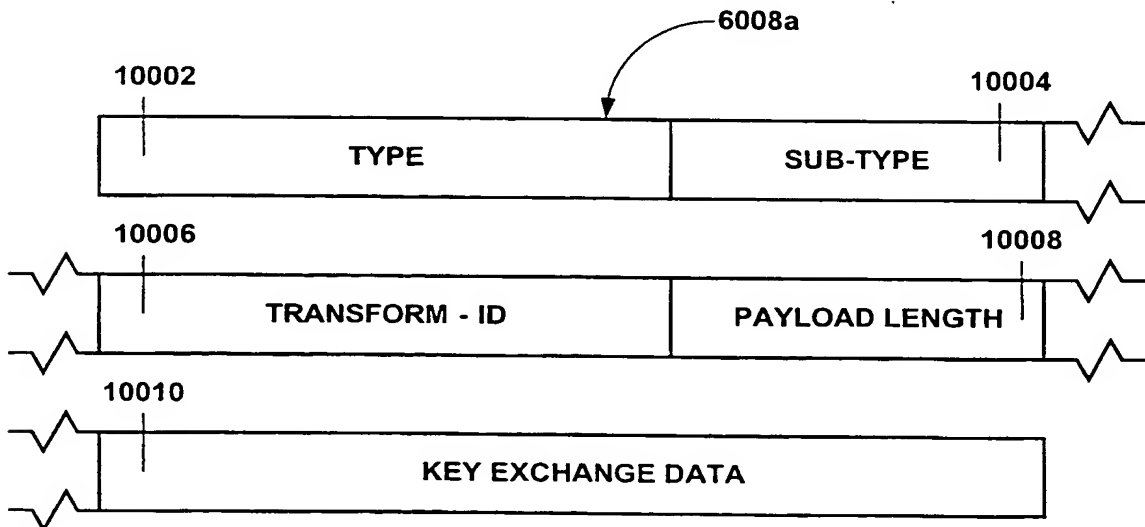 6008a
10002 10004
TYPE SUB-TYPE
10006 10008
TRANSFORM - ID PAYLOAD LENGTH
10010
KEY EXCHANGE DATA